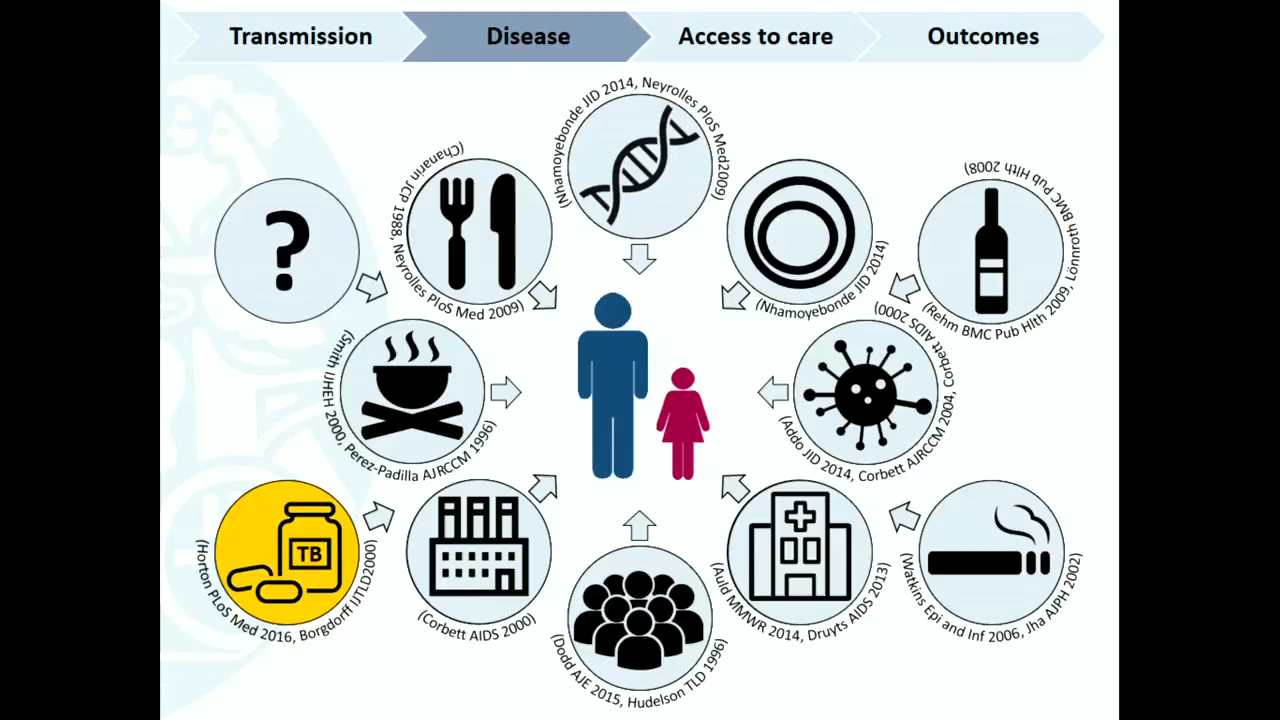 Transmission
Disease
Access to care
Outcomes
(Nhamoyebonde JID 2014, Neyrolles PloS Med2009)
(Chanarin JCP 1988, Neyrolles PloS Med 2009)
?
(Nhamoyebonde JID 2014)
(Rehm BMC Pub Hlth 2009, Lönnroth BMC Pub Hlth 2008)
(Smith IJHEH 2000, Perez-Padilla AJRCCM 1996)
(Addo JID 2014, Corbett AJRCCM 2004, Corbett AIDS 2000)
TB
(Horton PLoS Med 2016, Borgdorff IJTLD2000)
(Corbett AIDS 2000)
(Dodd AJE 2015, Hudelson TLD 1996)
(Auld MMWR 2014, Druyts AIDS 2013)
(Watkins Epi and Inf 2006, Jha AJPH 2002)